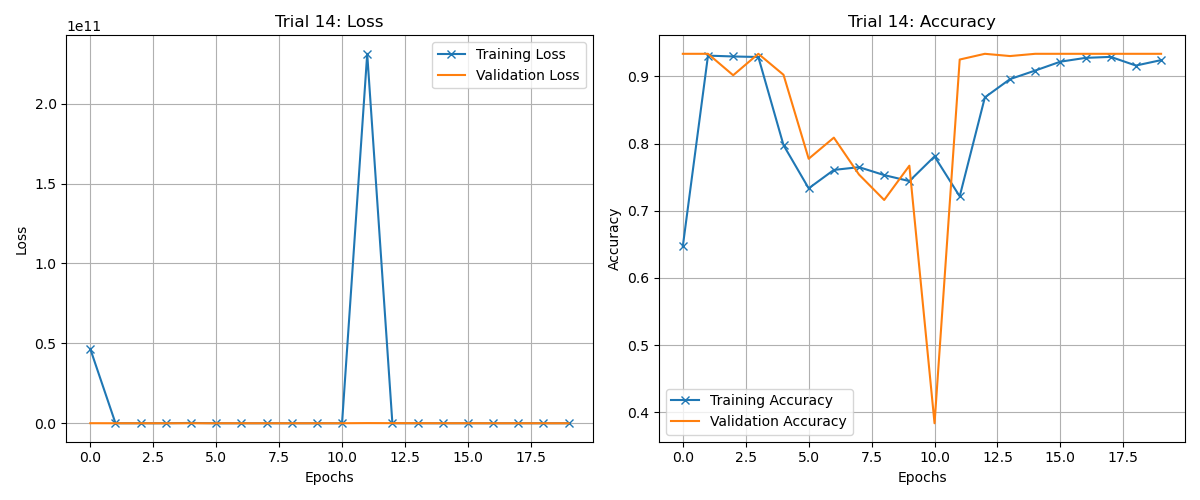 Trial 14: Loss
1e11
Loss
2.0
1.5
1.0
0.5
0.0
Training Loss
Validation Loss
0.0 2.5 5.0 7.5 10.0 12.5 15.0 17.5
Epochs
Trial 14: Accuracy
Accuracy
0.9
0.8
0.7
0.6
0.5
0.4
Training Accuracy
Validation Accuracy
0.0 2.5 5.0 7.5 10.0 12.5 15.0 17.5
Epochs